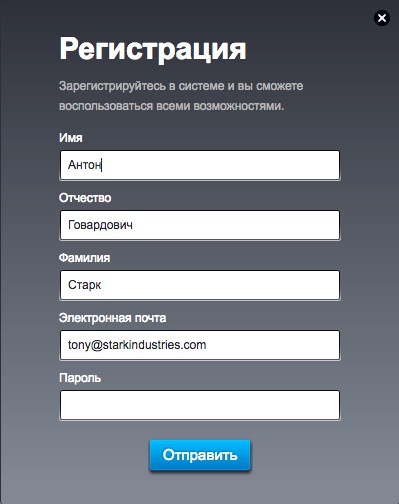 Регистрация
Зарегистрируйтесь в системе и вы сможете
воспользоваться всеми возможностями.
Имя
Антон
Отчество
Говардович
Фамилия
Старк
Электронная почта
tony@starkindustries.com
Пароль
Отправить